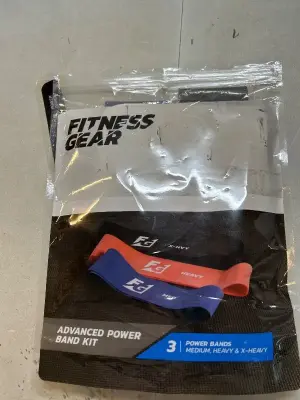 FITNESS
GEAR
X-HVY
HEAVY
ADVANCED POWER
BAND KIT
3
POWER BANDS
MEDIUM, HEAVY & X-HEAVY